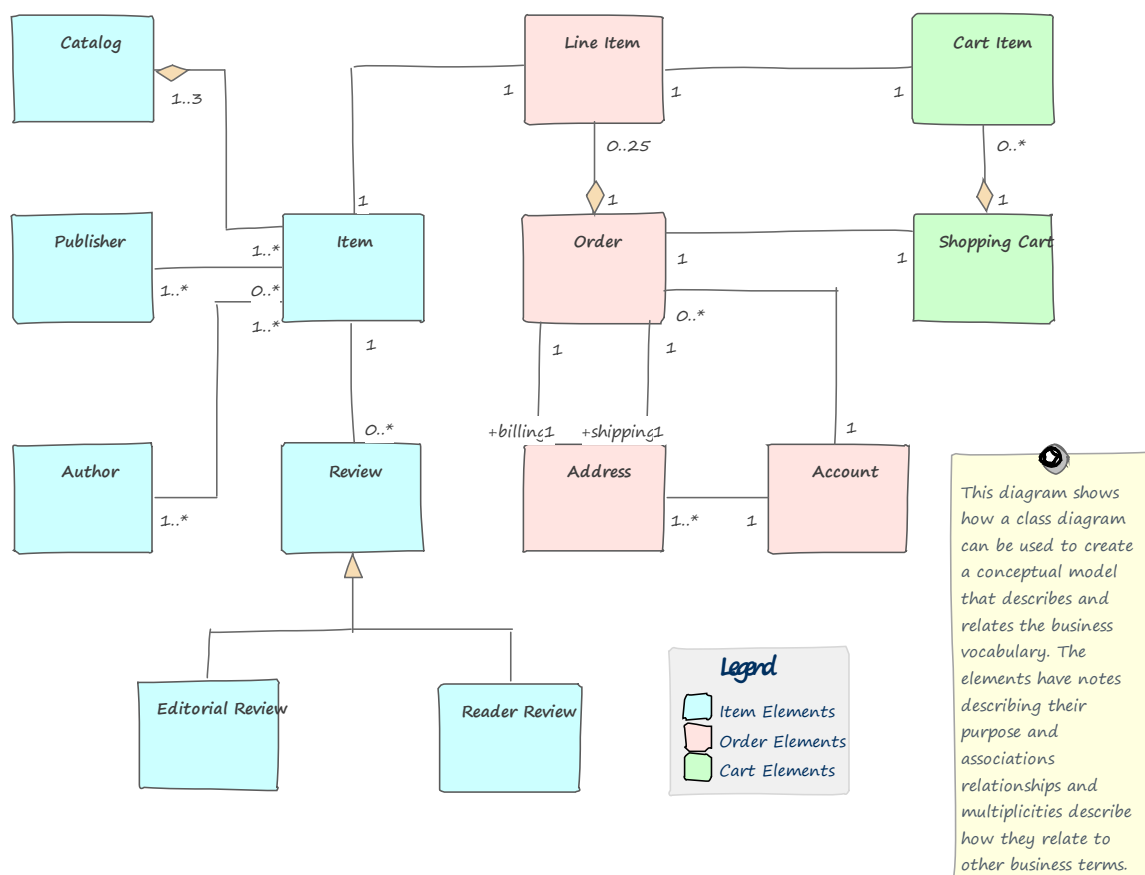 Catalog
Line Item
Cart Item
1..3
1
1
1
0..25
0..*
1
1
1
Publisher
Item
Order
Shopping Cart
1..*
1
1
1..*
0..*
0..*
1..*
1
1
1
0..*
1
+billing
1
+shipping
1
Author
Review
Address
Account
1..*
1..*
1
Editorial Review
Reader Review
Legend
Item Elements
Order Elements
Cart Elements
This diagram shows
how a class diagram
can be used to create
a conceptual model
that describes and
relates the business
vocabulary. The
elements have notes
describing their
purpose and
associations
relationships and
multiplicities describe
how they relate to
other business terms.